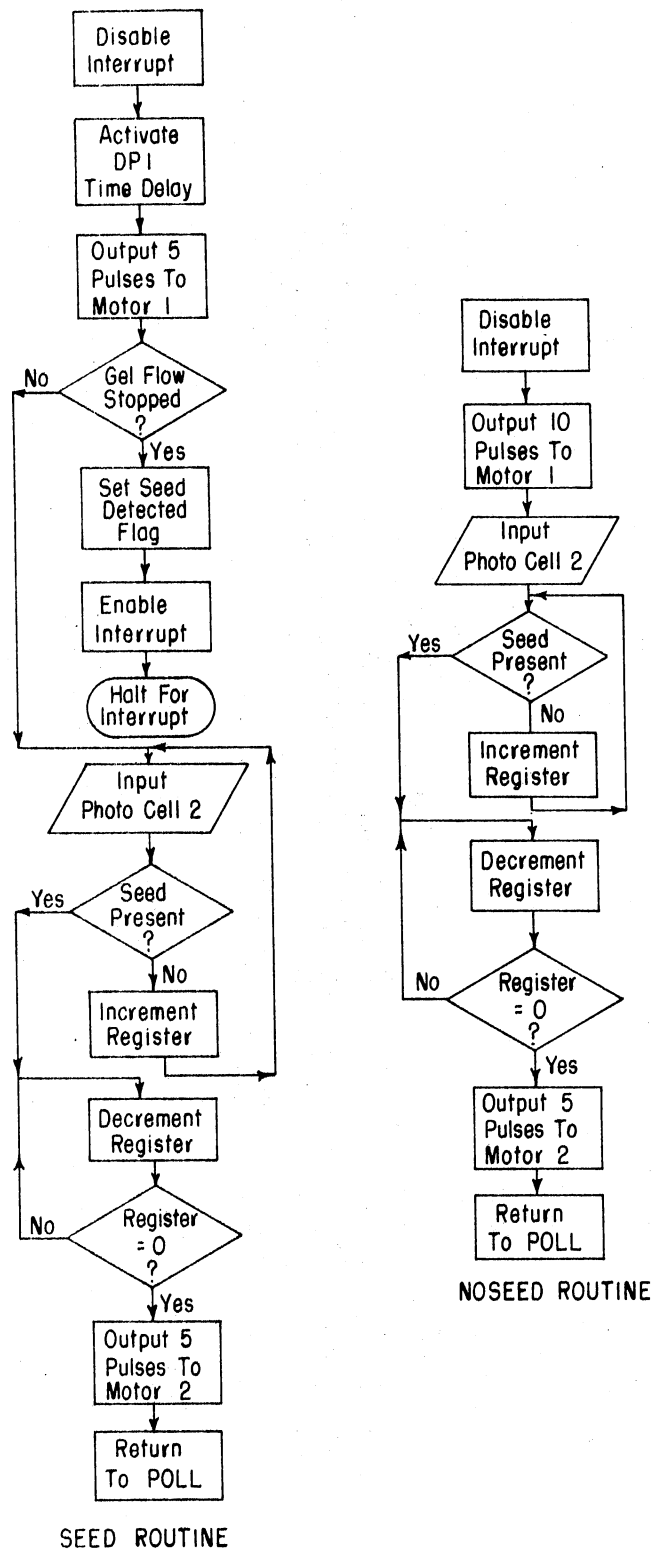 Disable
Interrupt
Activate
DP1
Time Delay
Output 5
Pulses To
Motor 1
Gel Flow
Stopped
?
No
Yes
Set Seed
Detected
Flag
Enable
Interrupt
Halt For
Interrupt
Input
Photo Cell 2
Seed
Present
?
Yes
No
Increment
Register
Decrement
Register
Register
= 0
?
No
Yes
Output 5
Pulses To
Motor 2
Return
To POLL
SEED ROUTINE
Disable
Interrupt
Output 10
Pulses To
Motor 1
Input
Photo Cell 2
Seed
Present
?
Yes
No
Increment
Register
Decrement
Register
Register
= 0
?
No
Yes
Output 5
Pulses To
Motor 2
Return
To POLL
NOSEED ROUTINE